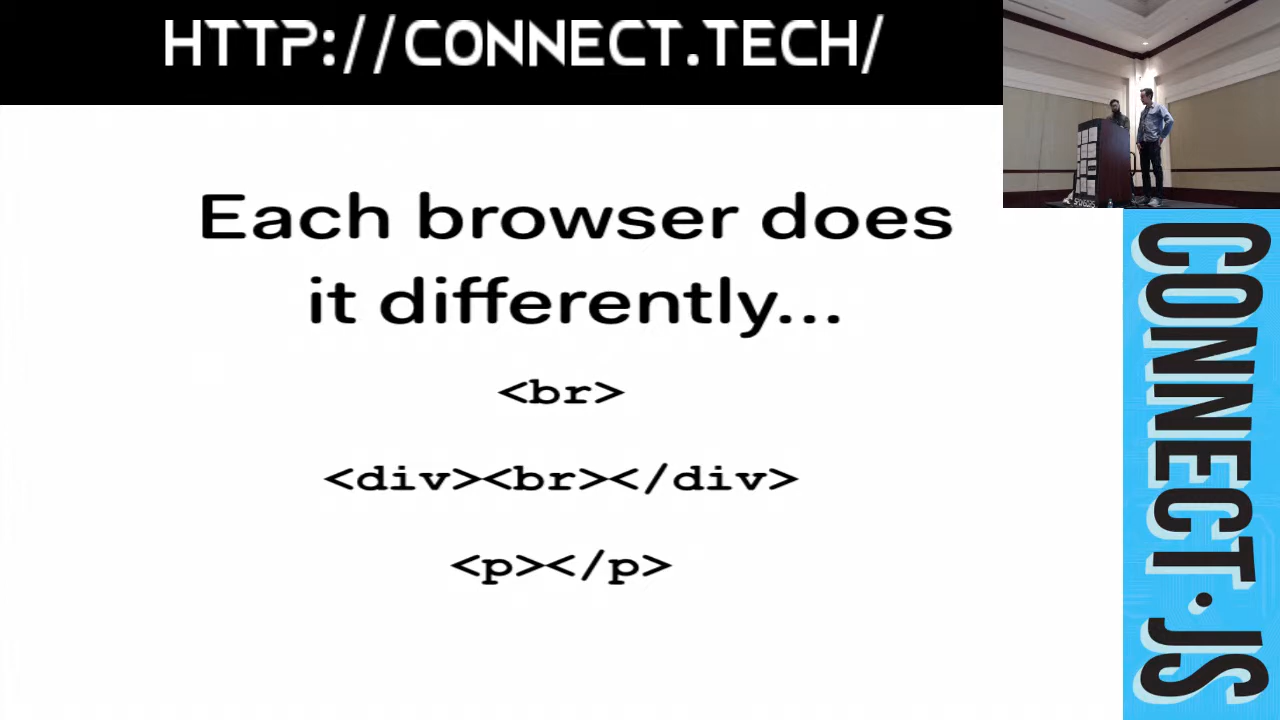 HTTP://CONNECT.TECH/
Each browser does
it differently...
<br>
<div><br></div>
<p></p>
CONNECT·JS